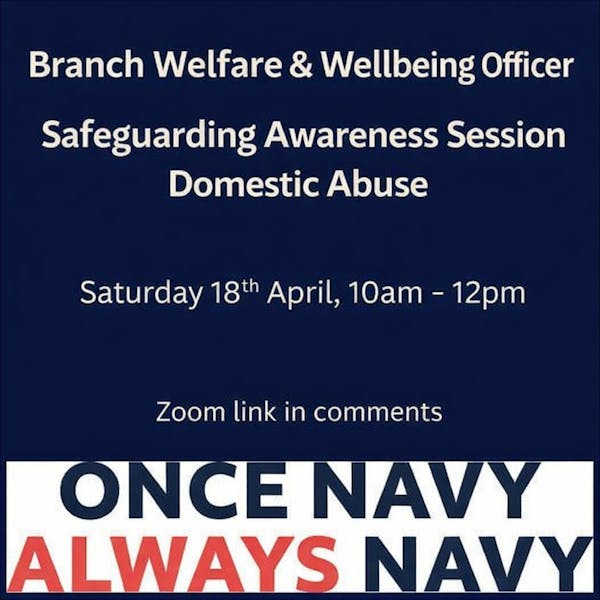 Branch Welfare & Wellbeing Officer
Safeguarding Awareness Session
Domestic Abuse
Saturday 18th April, 10am - 12pm
Zoom link in comments
ONCE NAVY
ALWAYS NAVY